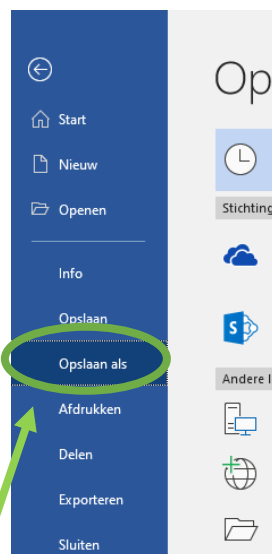 Start
Nieuw
Openen
Info
Opslaan
Opslaan als
Afdrukken
Delen
Exporteren
Sluiten
Op
Stichting
Andere l